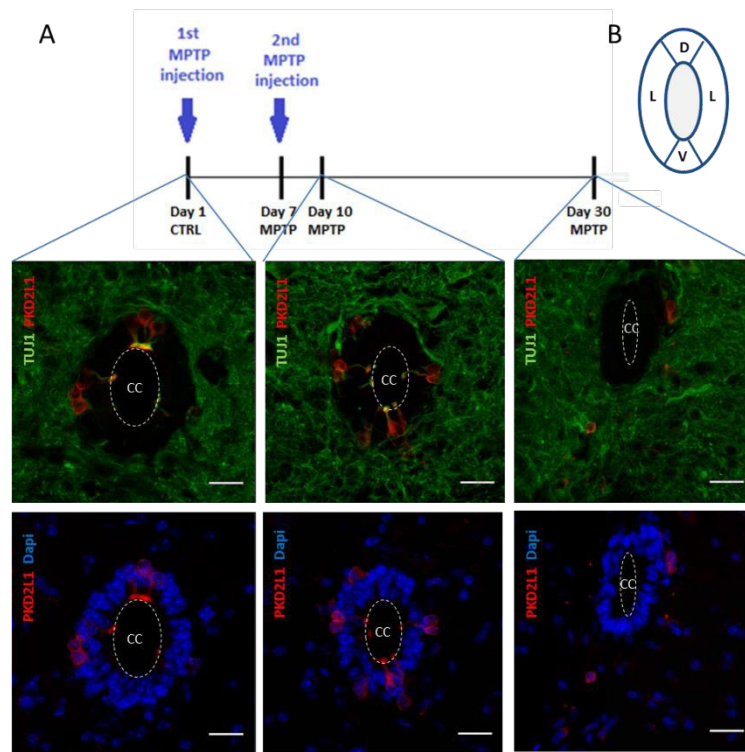 A
1st
MPTP
injection
2nd
MPTP
injection
B
D
L L
V
Day 1
CTRL
Day 7
MPTP
Day 10
MPTP
Day 30
MPTP
TUJ1 PKD2L1
CC
TUJ1 PKD2L1
CC
TUJ1 PKD2L1
CC
PKD2L1 Dapi
CC
PKD2L1 Dapi
CC
PKD2L1 Dapi
CC